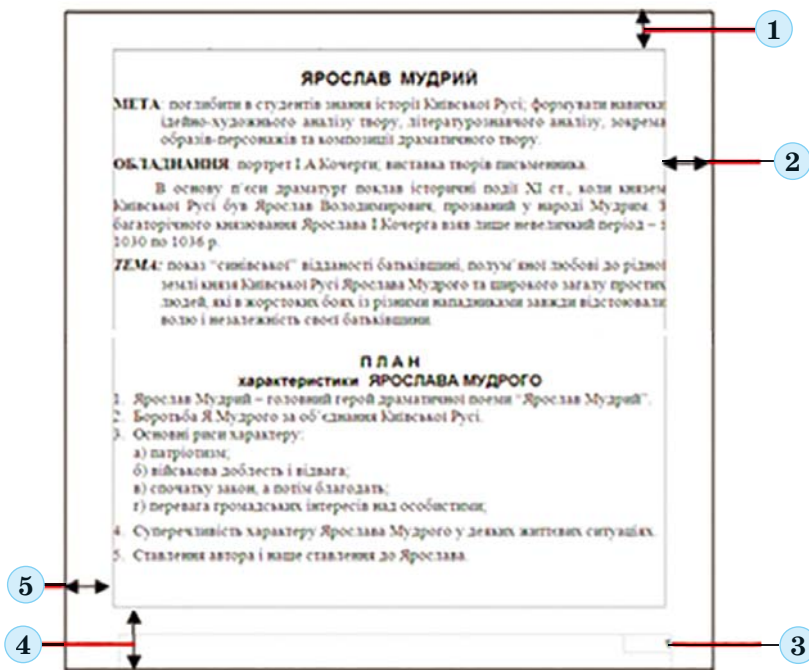 1
ЯРОСЛАВ МУДРИЙ
МЕТА: поглибити в студентів знання історії Київської Русі; формувати навички
ідейно-художнього аналізу твору, літературознавчого аналізу, зокрема
образів-персонажів та композиції драматичного твору.
2
ОБЛАДНАННЯ: портрет І.А.Кочерги; виставка творів письменника.
В основу п’єси драматург поклав історичні події XI ст., коли князем
Київської Русі був Ярослав Володимирович, прозваний у народі Мудрим. З
багаторічного князювання Ярослава І.Кочерга взяв лише невеличкий період – з
1030 по 1036 р.
ТЕМА: показ “синівської” відданості батьківщині, полум’яної любові до рідної
землі князя Київської Русі Ярослава Мудрого та широкого загалу простих
людей, які в жорстоких боях із різними нападниками завжди відстоювали
волю і незалежність своєї батьківщини.
ПЛАН
характеристики ЯРОСЛАВА МУДРОГО
1. Ярослав Мудрий – головний герой драматичної поеми “Ярослав Мудрий”.
2. Боротьба Я.Мудрого за об’єднання Київської Русі.
3. Основні риси характеру:
а) патріотизм;
б) військова доблесть і відвага;
в) спочатку закон, а потім благодать;
г) перевага громадських інтересів над особистими;
4. Суперечливість характеру Ярослава Мудрого у деяких життєвих ситуаціях.
5. Ставлення автора і наше ставлення до Ярослава.
5
4
3